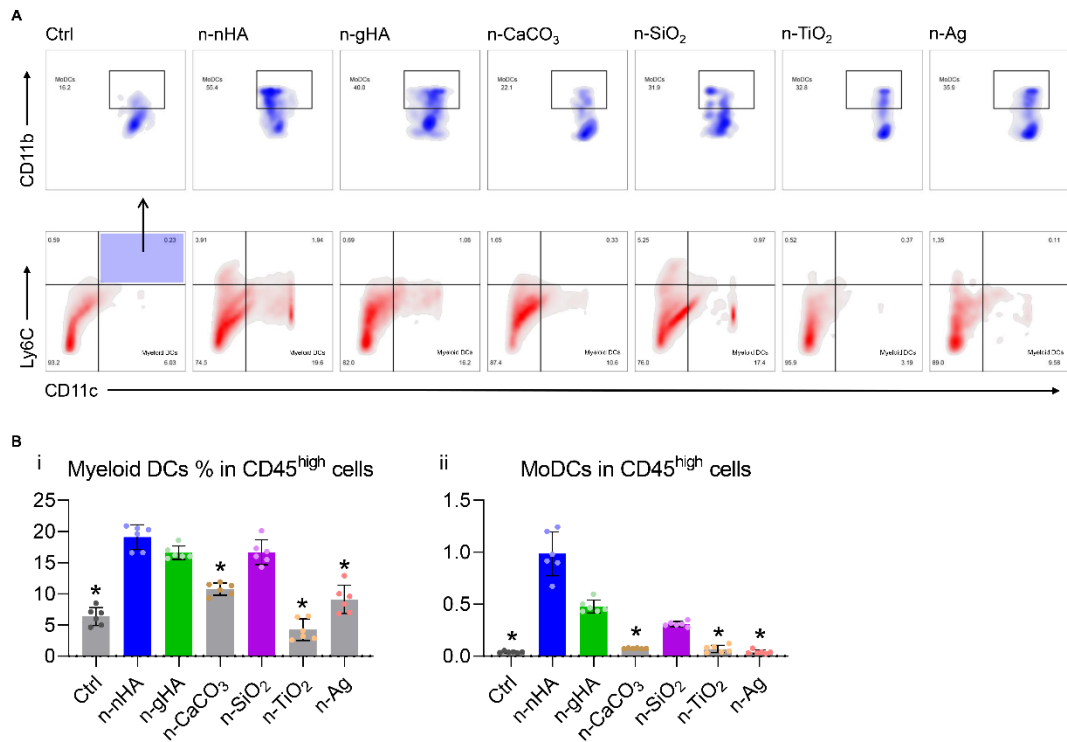 A
Ctrl n-nHA n-gHA n-CaCO₃ n-SiO₂ n-TiO₂ n-Ag
CD11b
MoDCs MoDCs MoDCs MoDCs MoDCs MoDCs MoDCs
16.2 55.4 40.0 22.1 31.9 32.8 35.9
Ly6C
0.59 0.20 3.91 1.94 0.69 1.06 1.65 0.33 5.25 0.97 0.52 0.37 1.35 0.11
Myeloid DCs Myeloid DCs Myeloid DCs Myeloid DCs Myeloid DCs Myeloid DCs Myeloid DCs
93.2 6.03 74.5 19.6 82.0 16.2 87.4 10.6 76.0 17.4 95.9 3.19 89.0 9.58
CD11c
B
i Myeloid DCs % in CD45ʰⁱᵍʰ cells
25
20
15
10
5
0
* * * *
Ctrl n-nHA n-gHA n-CaCO₃ n-SiO₂ n-TiO₂ n-Ag
ii MoDCs in CD45ʰⁱᵍʰ cells
1.5
1.0
0.5
0.0
* * * *
Ctrl n-nHA n-gHA n-CaCO₃ n-SiO₂ n-TiO₂ n-Ag